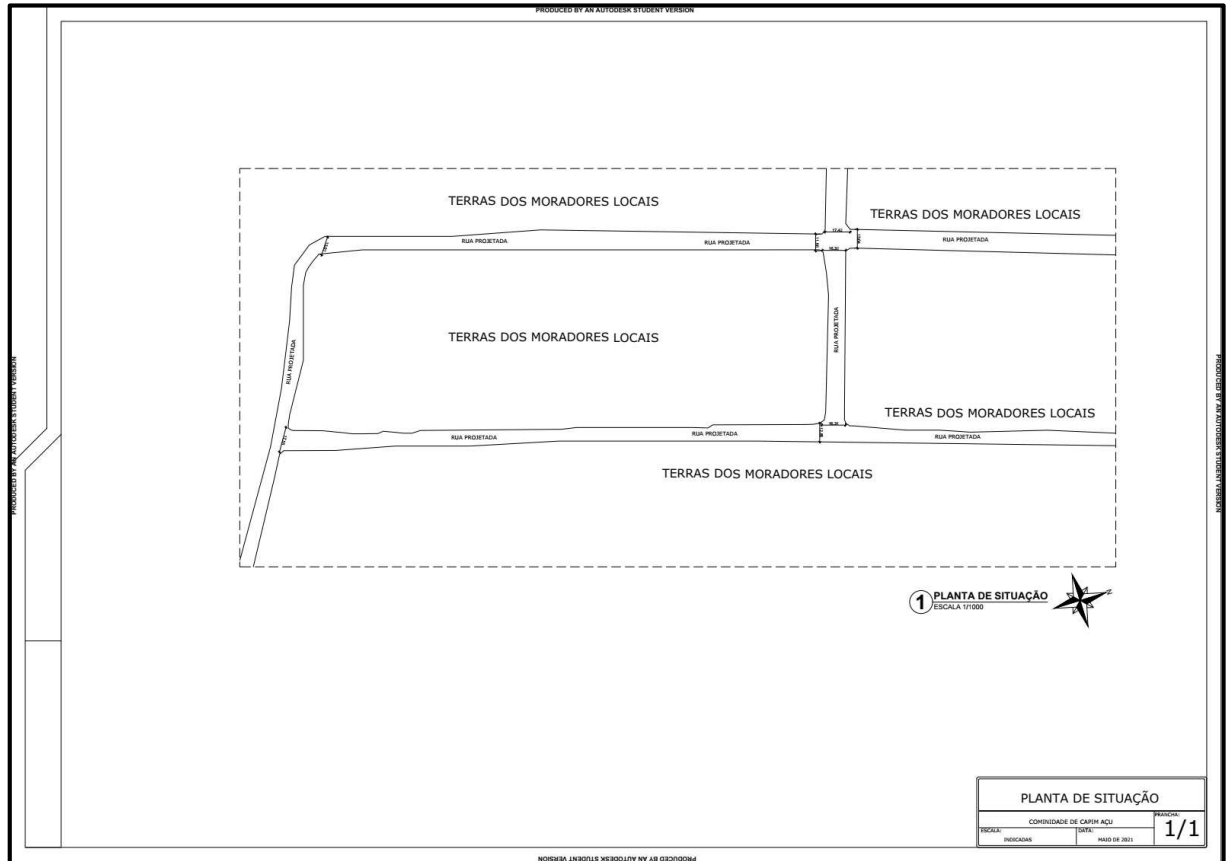 PRODUCED BY AN AUTODESK STUDENT VERSION
TERRAS DOS MORADORES LOCAIS
TERRAS DOS MORADORES LOCAIS
RUA PROJETADA
RUA PROJETADA
17,42
RUA PROJETADA
TERRAS DOS MORADORES LOCAIS
RUA PROJETADA
RUA PROJETADA
TERRAS DOS MORADORES LOCAIS
RUA PROJETADA
RUA PROJETADA
RUA PROJETADA
TERRAS DOS MORADORES LOCAIS
1
PLANTA DE SITUAÇÃO
ESCALA 1/1000
PLANTA DE SITUAÇÃO
COMINIDADE DE CAPIM AÇU
PRANCHA:
1/1
ESCALA:
INDICADAS
DATA:
MAIO DE 2021
PRODUCED BY AN AUTODESK STUDENT VERSION
PRODUCED BY AN AUTODESK STUDENT VERSION
PRODUCED BY AN AUTODESK STUDENT VERSION